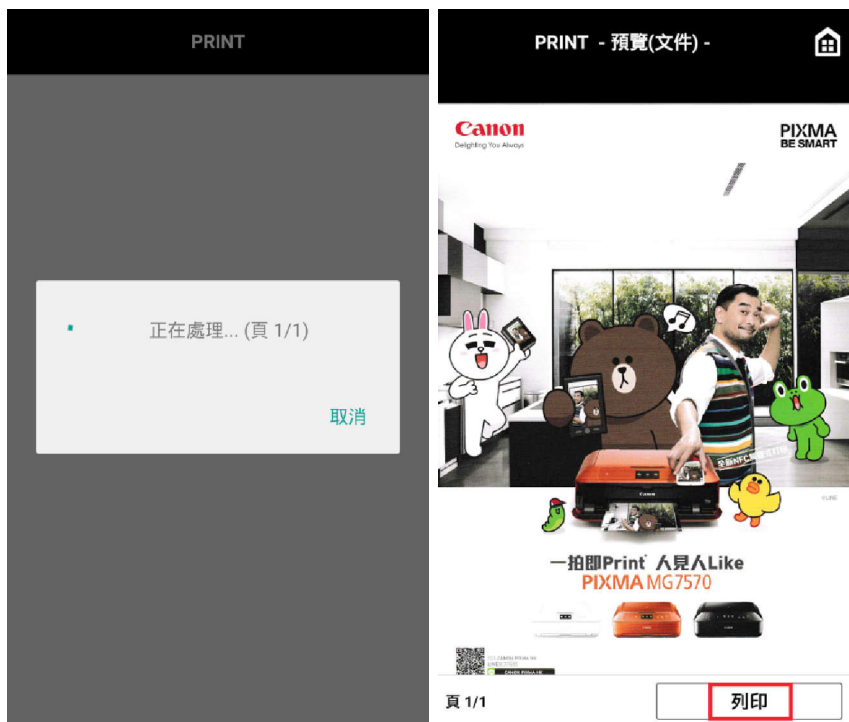 PRINT
正在處理... (頁 1/1)
取消
PRINT - 預覽(文件) -
Canon
Delighting You Always
PIXMA
BE SMART
©LINE
一拍即Print 人見人Like
PIXMA MG7570
頁 1/1
列印